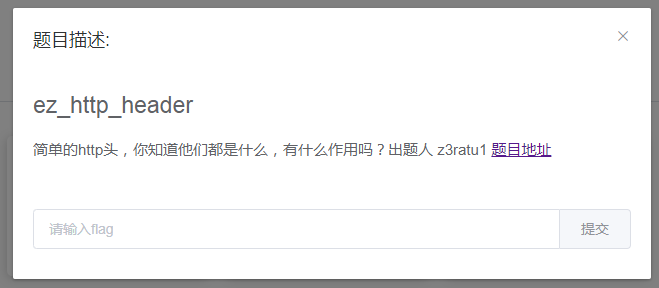 题目描述:
ez_http_header
简单的http头，你知道他们都是什么，有什么作用吗？出题人 z3ratu1 题目地址
请输入flag 提交